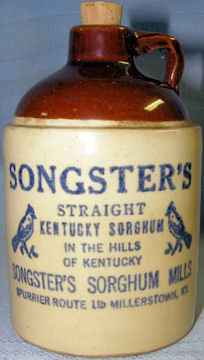 SONGSTER'S
STRAIGHT
KENTUCKY SORGHUM
IN THE HILLS
OF KENTUCKY
SONGSTER'S SORGHUM MILLS
SPURRIER ROUTE MILLERSTOWN, KY.